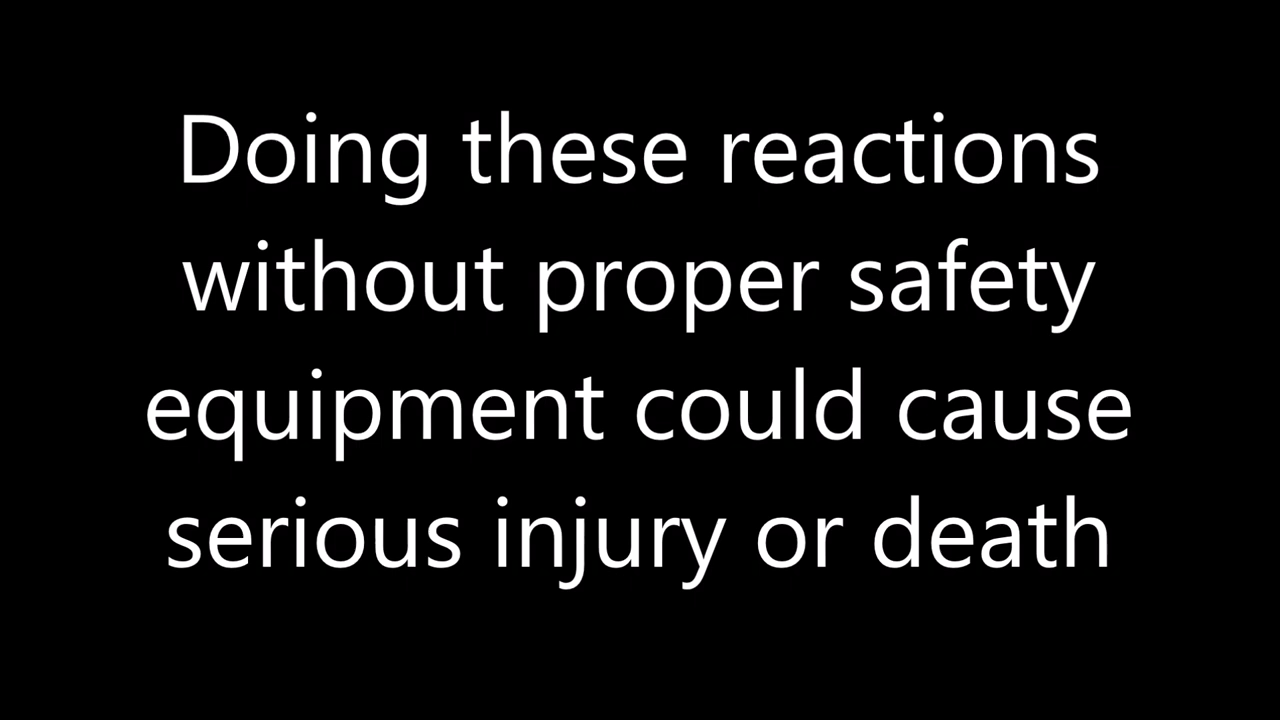 Doing these reactions
without proper safety
equipment could cause
serious injury or death